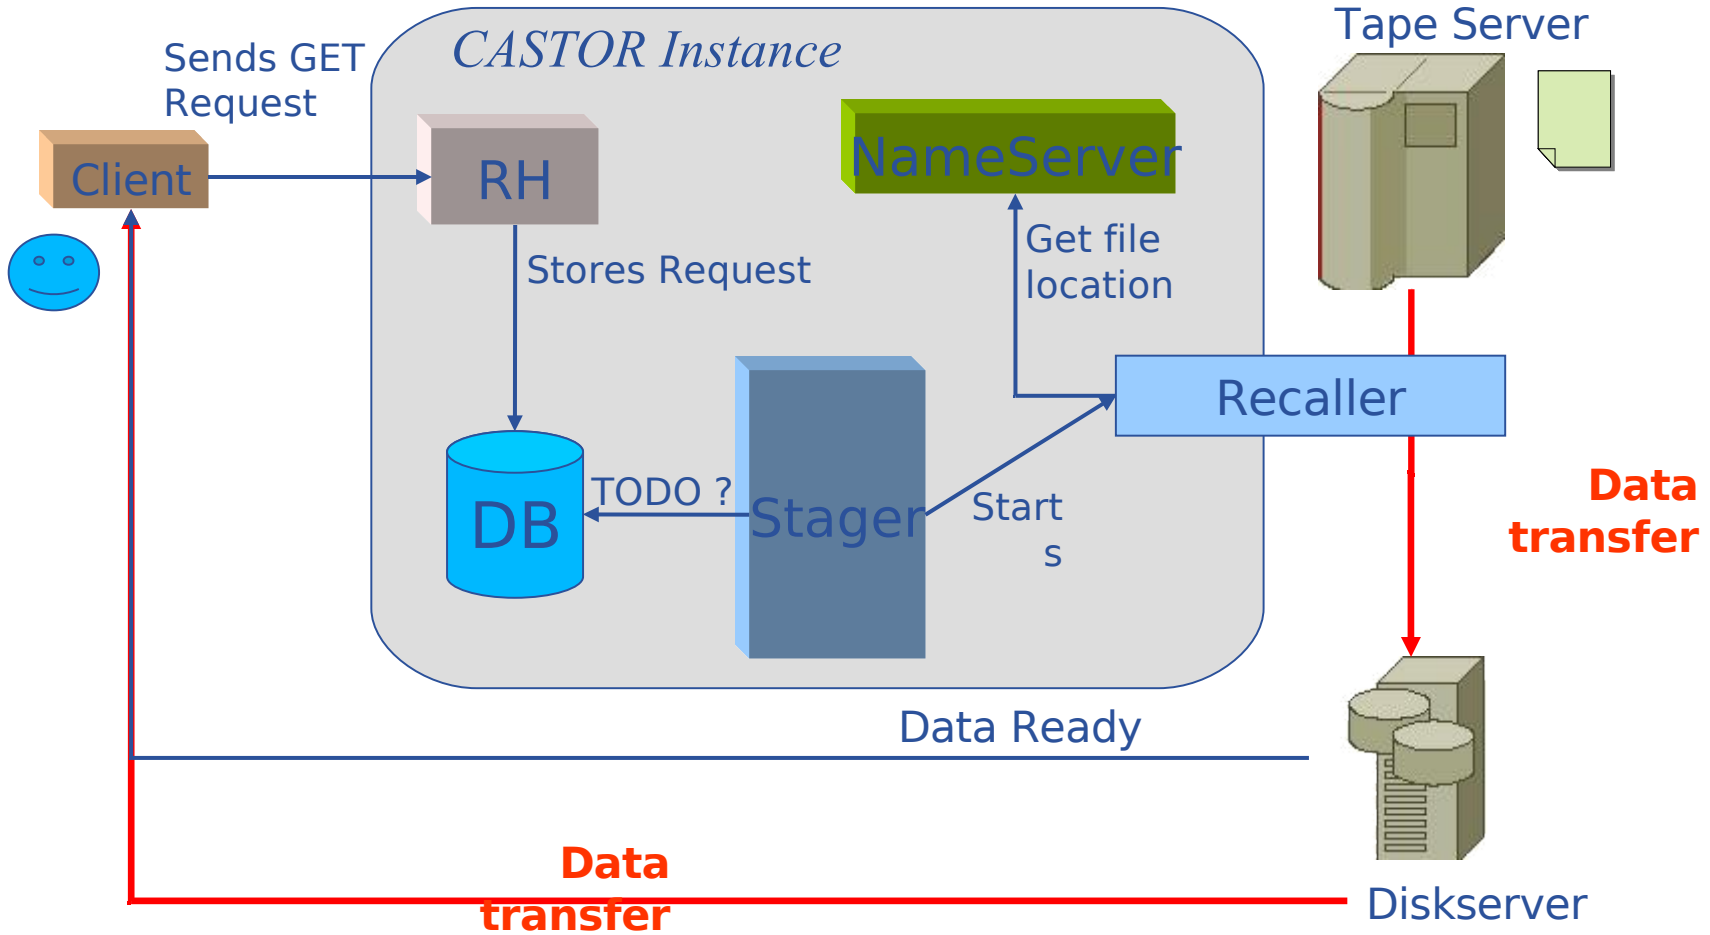 Tape Server
CASTOR Instance
Sends GET
Request
Client
RH
NameServer
Stores Request
Get file
location
Recaller
TODO ?
DB
Stager
Start
s
Data
transfer
Data Ready
Data
transfer
Diskserver